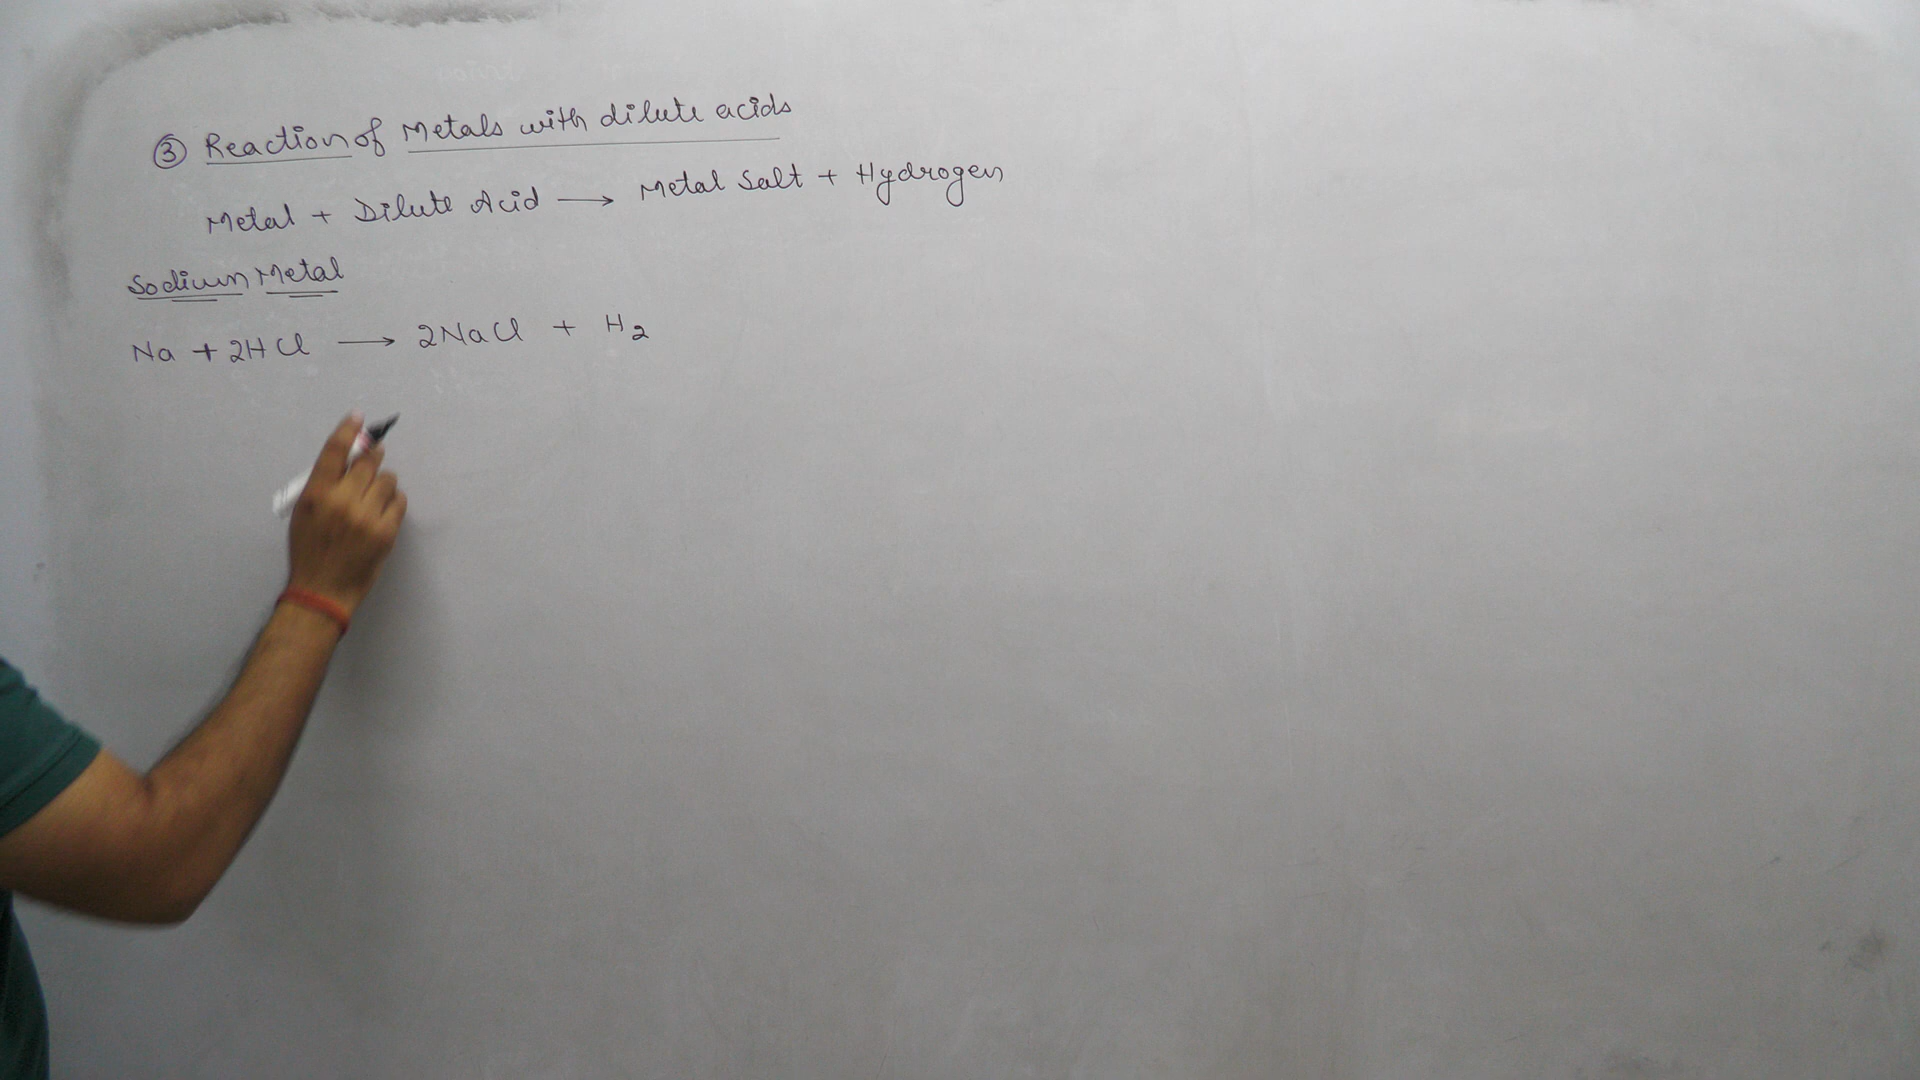 ③ Reaction of Metals with dilute acids
Metal + Dilute Acid ⟶ Metal Salt + Hydrogen
Sodium Metal
Na + 2HCl ⟶ 2NaCl + H₂